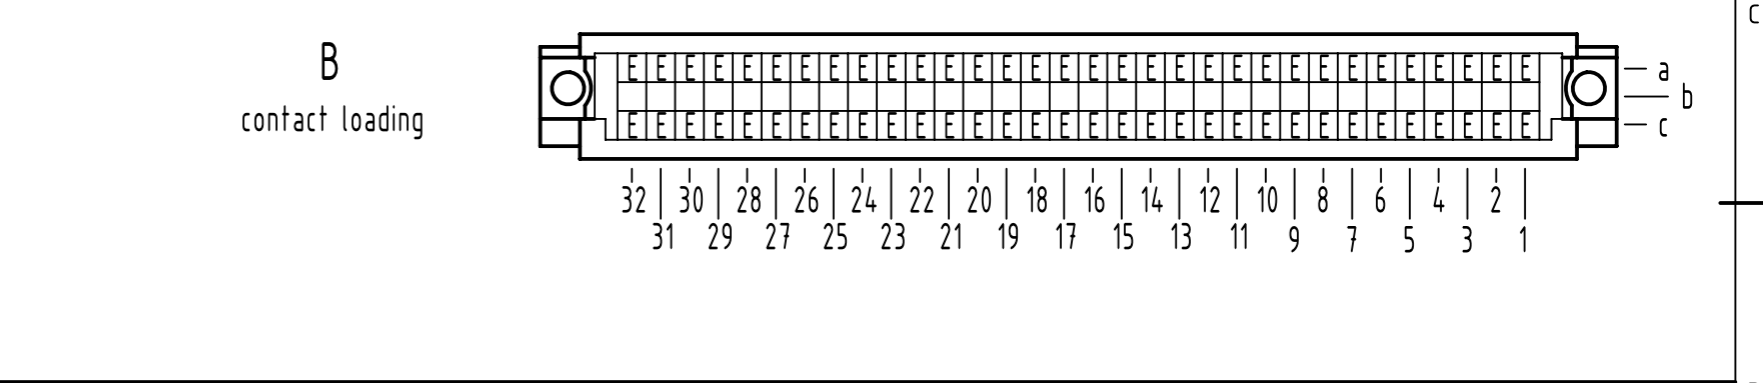 C
B
contact loading
E E E E E E E E E E E E E E E E E E E E E E E E E E E E E E E E a
b
E E E E E E E E E E E E E E E E E E E E E E E E E E E E E E E E c
32 30 28 26 24 22 20 18 16 14 12 10 8 6 4 2
31 29 27 25 23 21 19 17 15 13 11 9 7 5 3 1